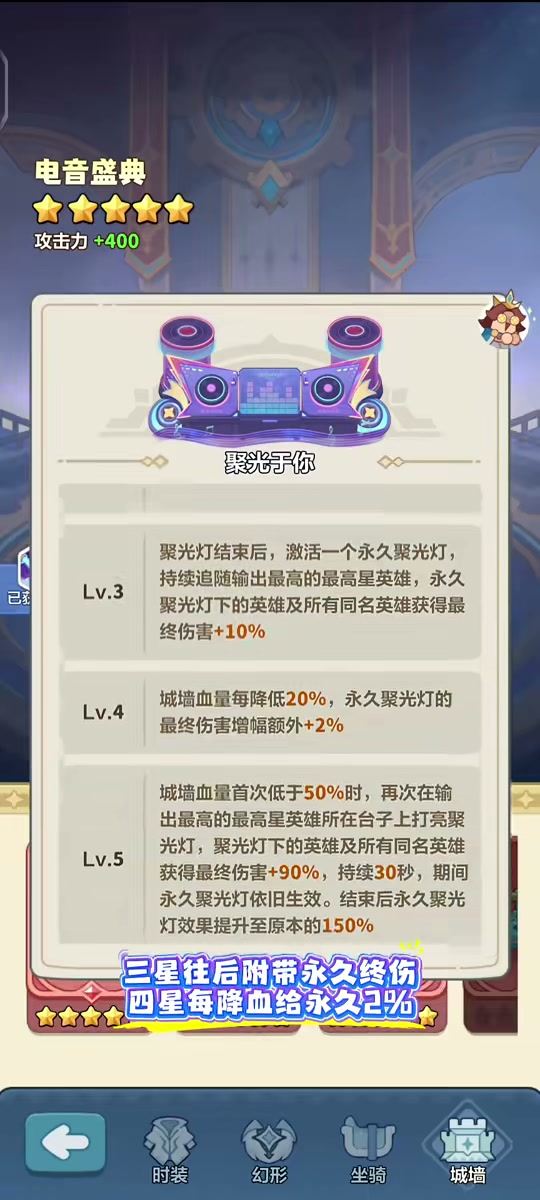 电音盛典
攻击力 +400
聚光于你
Lv.3
聚光灯结束后，激活一个永久聚光灯，
持续追随输出最高的最高星英雄，永久
聚光灯下的英雄及所有同名英雄获得最
终伤害+10%
Lv.4
城墙血量每降低20%，永久聚光灯的
最终伤害增幅额外+2%
Lv.5
城墙血量首次低于50%时，再次在输
出最高的最高星英雄所在台子上打亮聚
光灯，聚光灯下的英雄及所有同名英雄
获得最终伤害+90%，持续30秒，期间
永久聚光灯依旧生效。结束后永久聚光
灯效果提升至原本的150%
三星往后附带永久终伤
四星每降血给永久2%
时装
幻形
坐骑
城墙